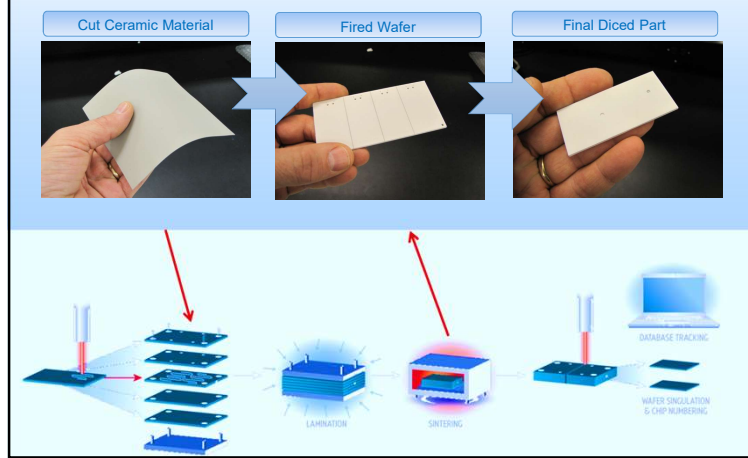 Cut Ceramic Material
Fired Wafer
Final Diced Part
DATABASE TRACKING
LAMINATION
SINTERING
WAFER SINGULATION
& CHIP NUMBERING